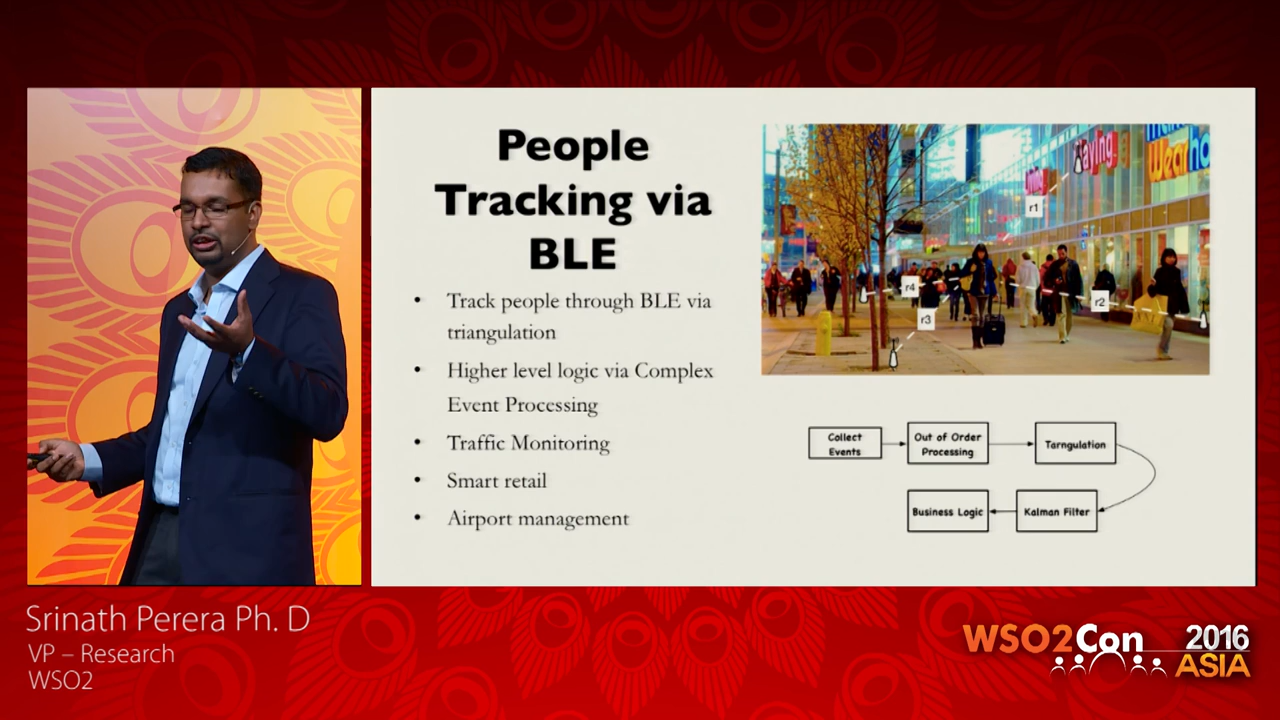 People
Tracking via
BLE
• Track people through BLE via
triangulation
• Higher level logic via Complex
Event Processing
• Traffic Monitoring
• Smart retail
• Airport management
Wearho
r1
r4
r2
r3
Collect
Events
Out of Order
Processing
Tarngulation
Business Logic
Kalman Filter
Srinath Perera Ph. D
VP – Research
WSO2
WSO2Con 2016
ASIA